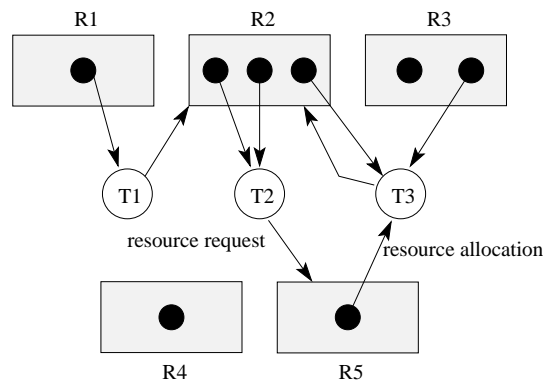 R1
R2
R3
T1
T2
T3
resource request
resource allocation
R4
R5